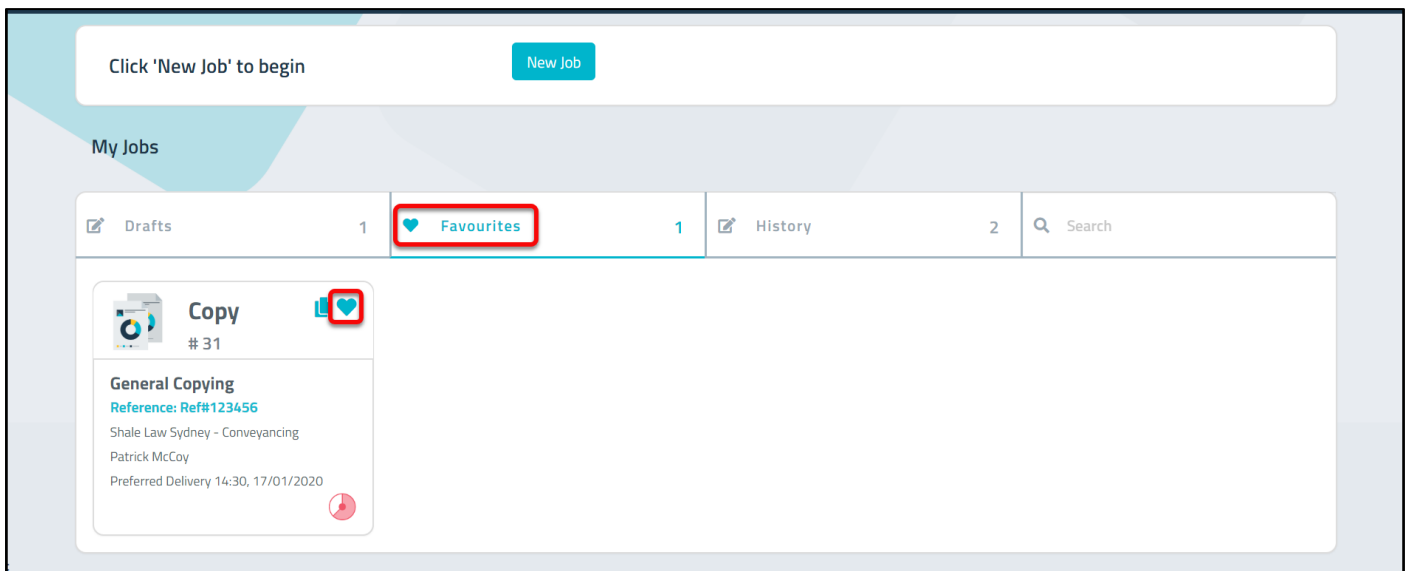 Click 'New Job' to begin
New Job
My Jobs
Drafts 1
Favourites 1
History 2
Search
Copy
# 31
General Copying
Reference: Ref#123456
Shale Law Sydney - Conveyancing
Patrick McCoy
Preferred Delivery 14:30, 17/01/2020